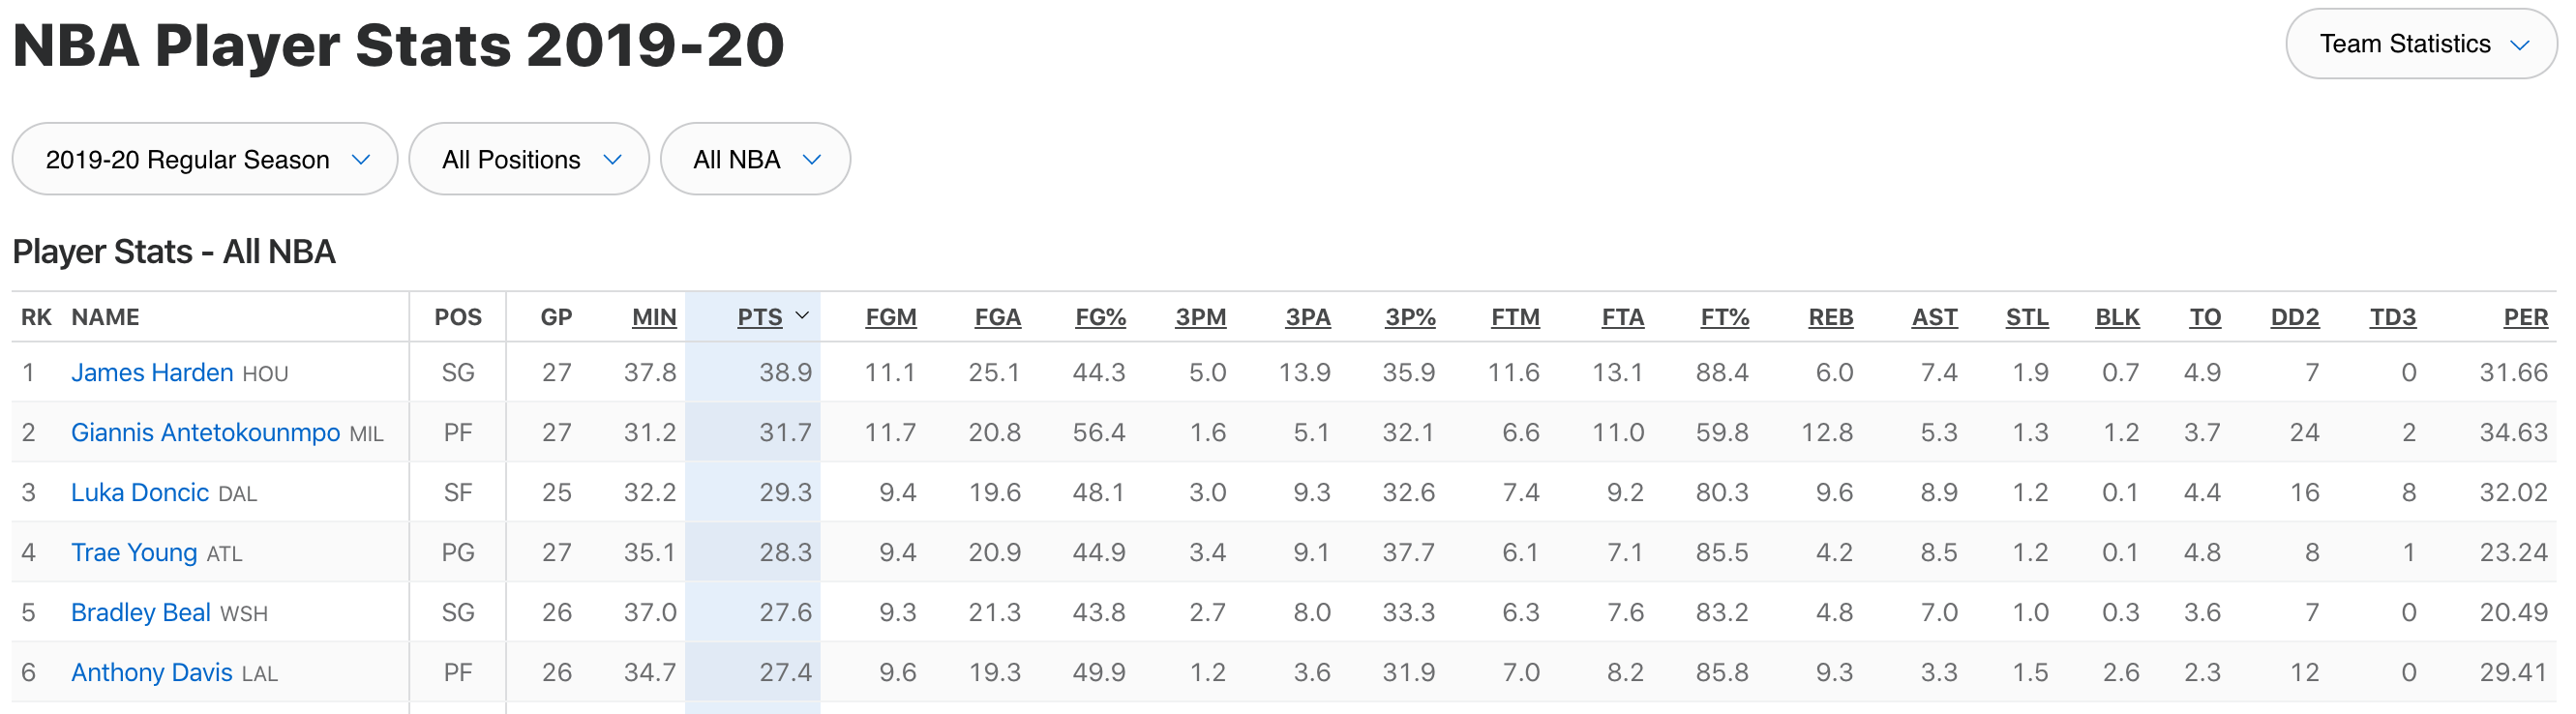 NBA Player Stats 2019-20
Team Statistics
2019-20 Regular Season All Positions All NBA
Player Stats - All NBA
RK NAME POS GP MIN PTS FGM FGA FG% 3PM 3PA 3P% FTM FTA FT% REB AST STL BLK TO DD2 TD3 PER
1 James Harden HOU SG 27 37.8 38.9 11.1 25.1 44.3 5.0 13.9 35.9 11.6 13.1 88.4 6.0 7.4 1.9 0.7 4.9 7 0 31.66
2 Giannis Antetokounmpo MIL PF 27 31.2 31.7 11.7 20.8 56.4 1.6 5.1 32.1 6.6 11.0 59.8 12.8 5.3 1.3 1.2 3.7 24 2 34.63
3 Luka Doncic DAL SF 25 32.2 29.3 9.4 19.6 48.1 3.0 9.3 32.6 7.4 9.2 80.3 9.6 8.9 1.2 0.1 4.4 16 8 32.02
4 Trae Young ATL PG 27 35.1 28.3 9.4 20.9 44.9 3.4 9.1 37.7 6.1 7.1 85.5 4.2 8.5 1.2 0.1 4.8 8 1 23.24
5 Bradley Beal WSH SG 26 37.0 27.6 9.3 21.3 43.8 2.7 8.0 33.3 6.3 7.6 83.2 4.8 7.0 1.0 0.3 3.6 7 0 20.49
6 Anthony Davis LAL PF 26 34.7 27.4 9.6 19.3 49.9 1.2 3.6 31.9 7.0 8.2 85.8 9.3 3.3 1.5 2.6 2.3 12 0 29.41